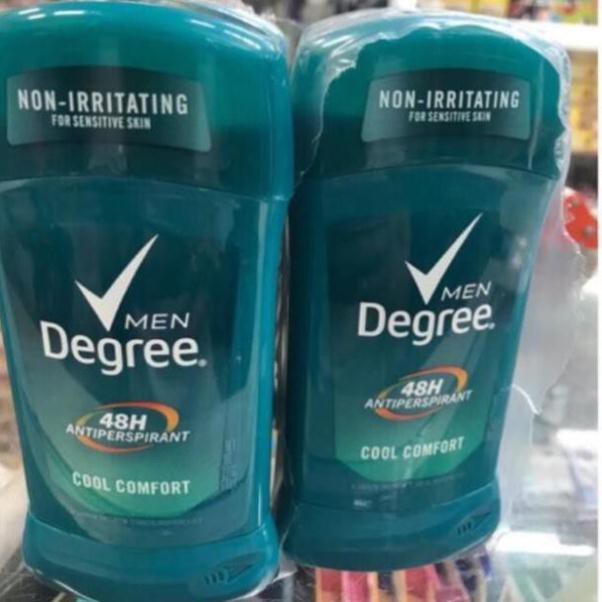 NON-IRRITATING
FOR SENSITIVE SKIN
MEN
Degree®
48H
ANTIPERSPIRANT
COOL COMFORT
NON-IRRITATING
FOR SENSITIVE SKIN
MEN
Degree®
48H
ANTIPERSPIRANT
COOL COMFORT